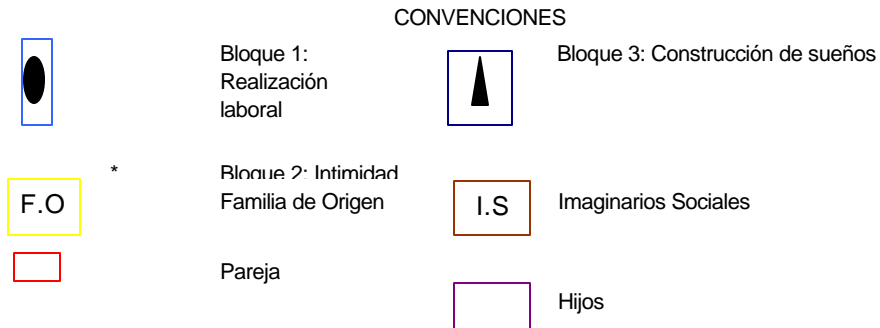 CONVENCIONES
Bloque 1:
Realización
laboral
Bloque 3: Construcción de sueños
*
Bloque 2: Intimidad
F.O
Familia de Origen
I.S
Imaginarios Sociales
Pareja
Hijos